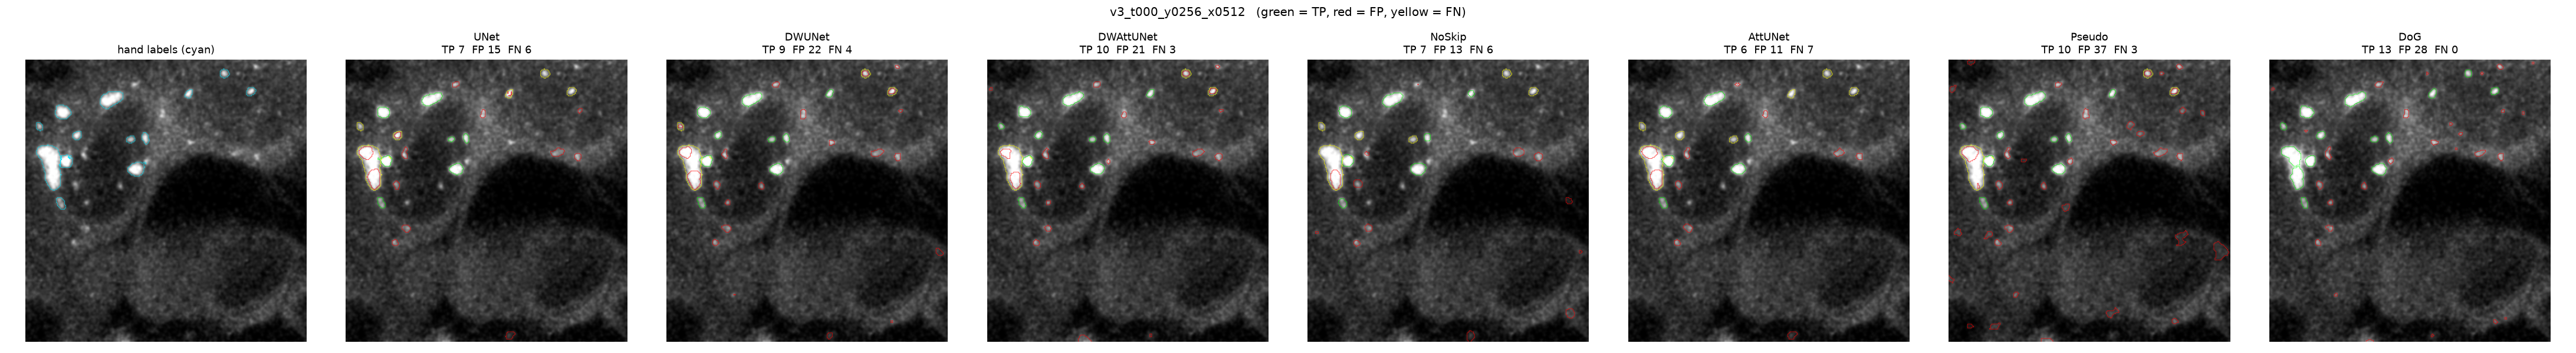 v3_t000_y0256_x0512   (green = TP, red = FP, yellow = FN)
hand labels (cyan)
UNet
TP 7  FP 15  FN 6
DWUNet
TP 9  FP 22  FN 4
DWAttUNet
TP 10  FP 21  FN 3
NoSkip
TP 7  FP 13  FN 6
AttUNet
TP 6  FP 11  FN 7
Pseudo
TP 10  FP 37  FN 3
DoG
TP 13  FP 28  FN 0